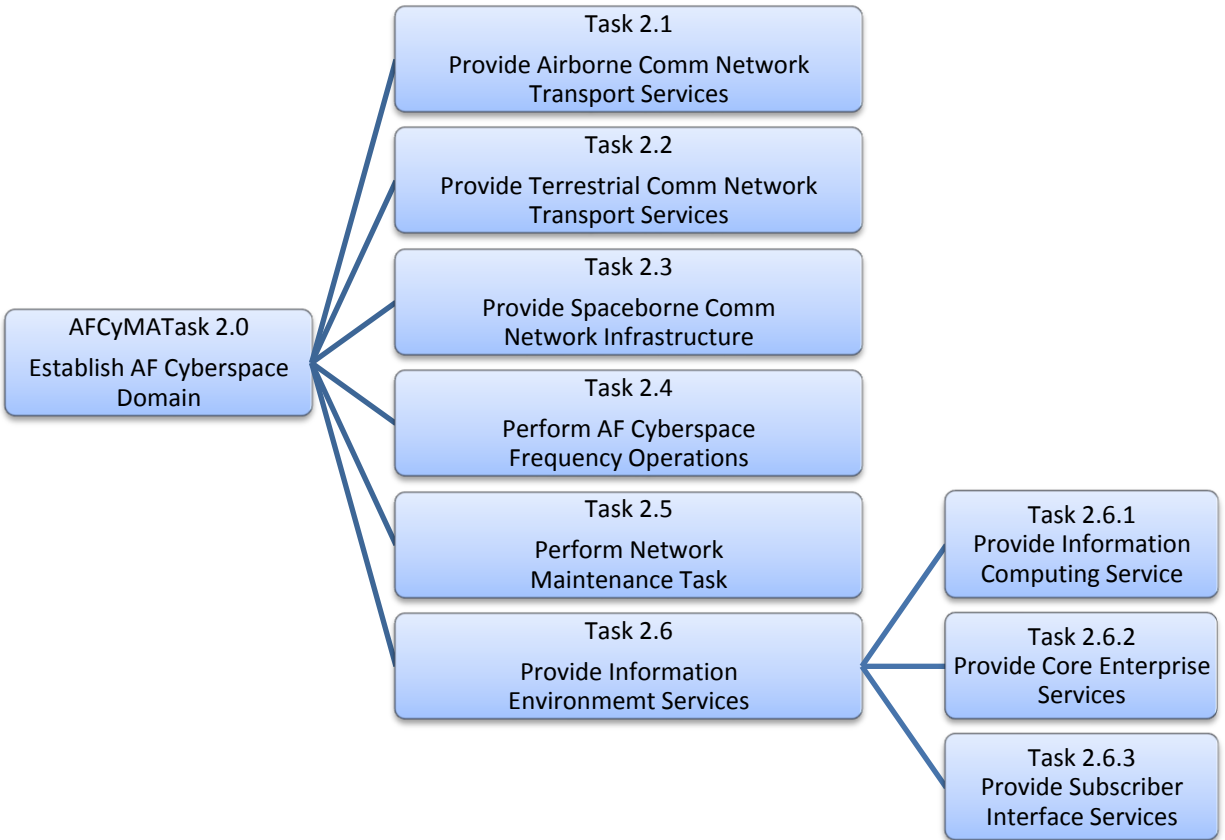 Task 2.1
Provide Airborne Comm Network
Transport Services
Task 2.2
Provide Terrestrial Comm Network
Transport Services
Task 2.3
Provide Spaceborne Comm
Network Infrastructure
AFCyMATask 2.0
Establish AF Cyberspace
Domain
Task 2.4
Perform AF Cyberspace
Frequency Operations
Task 2.5
Perform Network
Maintenance Task
Task 2.6
Provide Information
Environmemt Services
Task 2.6.1
Provide Information
Computing Service
Task 2.6.2
Provide Core Enterprise
Services
Task 2.6.3
Provide Subscriber
Interface Services